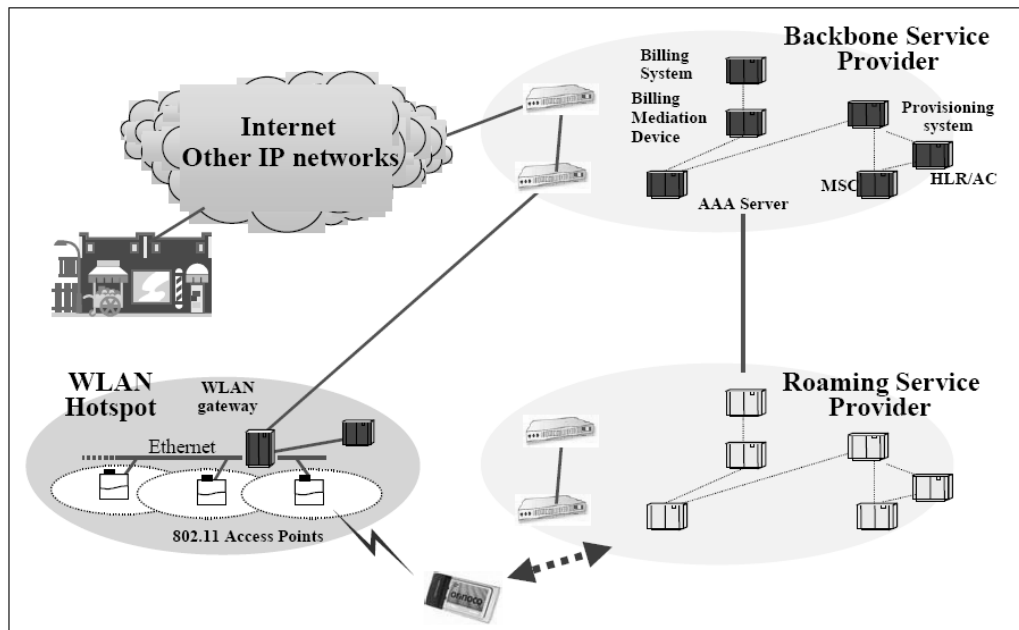 Backbone Service
Provider
Billing
System
Billing
Mediation
Device
Provisioning
system
MSC
HLR/AC
AAA Server
Internet
Other IP networks
WLAN
Hotspot
WLAN
gateway
Ethernet
802.11 Access Points
Roaming Service
Provider